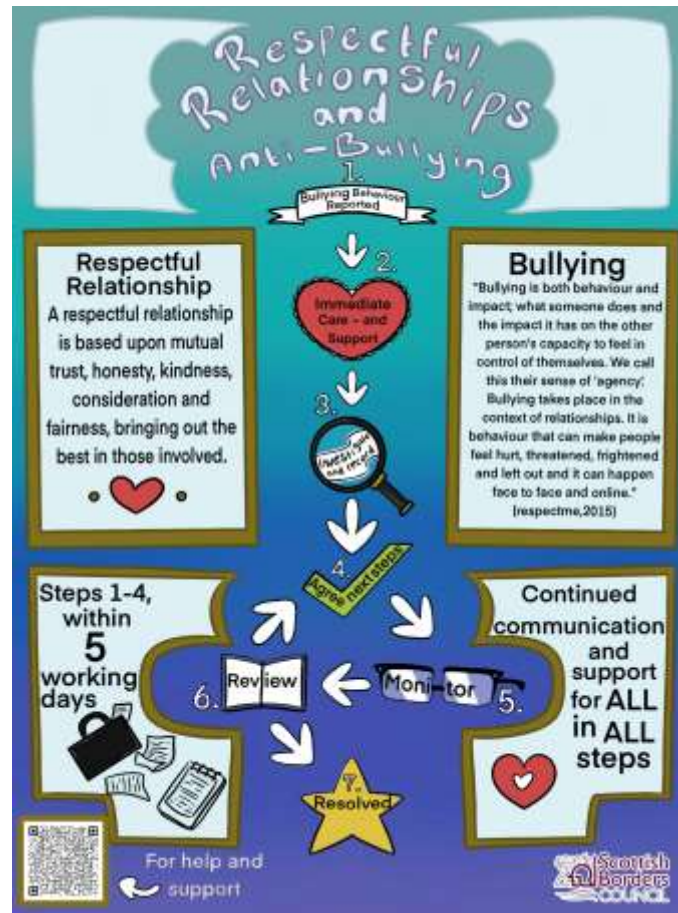 Respectful
Relationships
and
Anti-Bullying
1.
Bullying Behaviour
Reported
Respectful
Relationship
A respectful relationship
is based upon mutual
trust, honesty, kindness,
consideration and
fairness, bringing out the
best in those involved.
2.
Immediate
Care - and
Support
3.
Investigate
and record
Bullying
"Bullying is both behaviour and
impact; what someone does and
the impact it has on the other
person's capacity to feel in
control of themselves. We call
this their sense of 'agency'.
Bullying takes place in the
context of relationships. It is
behaviour that can make people
feel hurt, threatened, frightened
and left out and it can happen
face to face and online."
(respectme,2015)
4.
Agree next steps
Steps 1-4,
within
5
working
days
Continued
communication
and
support
for ALL
in ALL
steps
Moni-tor 5.
6. Review
7.
Resolved
For help and
support
Scottish
Borders
COUNCIL